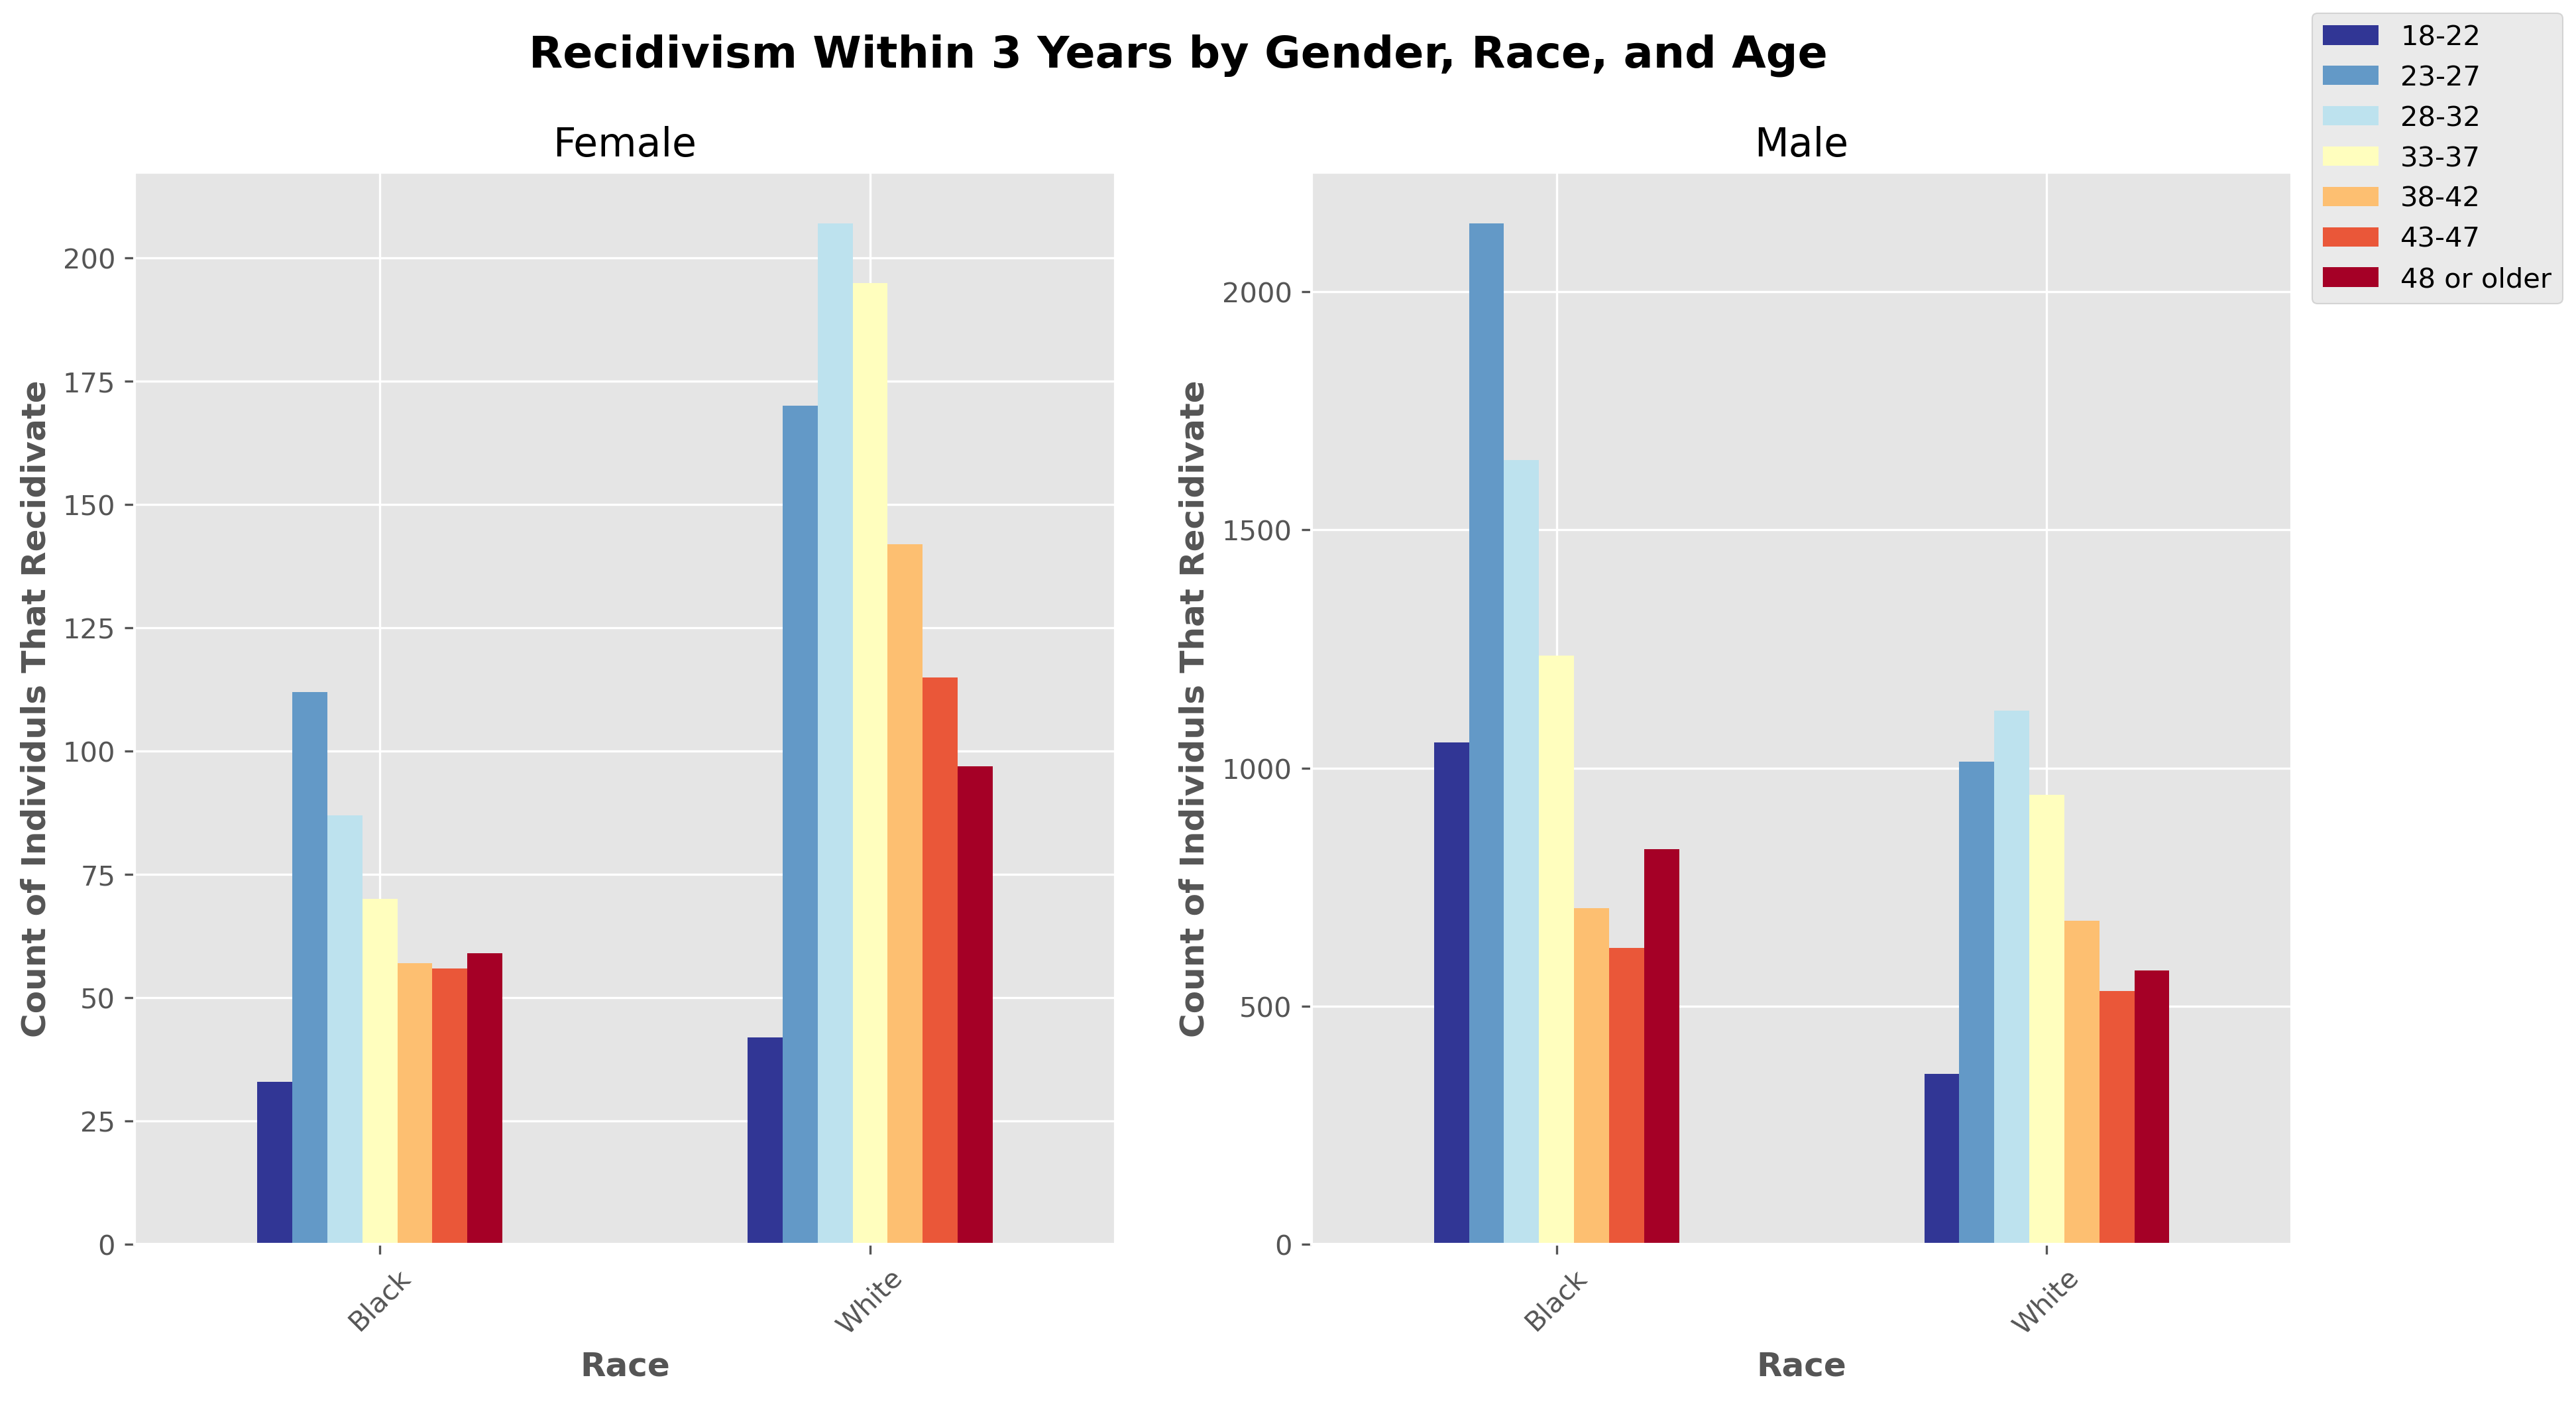 Recidivism Within 3 Years by Gender, Race, and Age
18-22
23-27
28-32
33-37
38-42
43-47
48 or older
Female
Count of Individuls That Recidivate
200
175
150
125
100
75
50
25
0
Black
White
Race
Male
Count of Individuls That Recidivate
2000
1500
1000
500
0
Black
White
Race